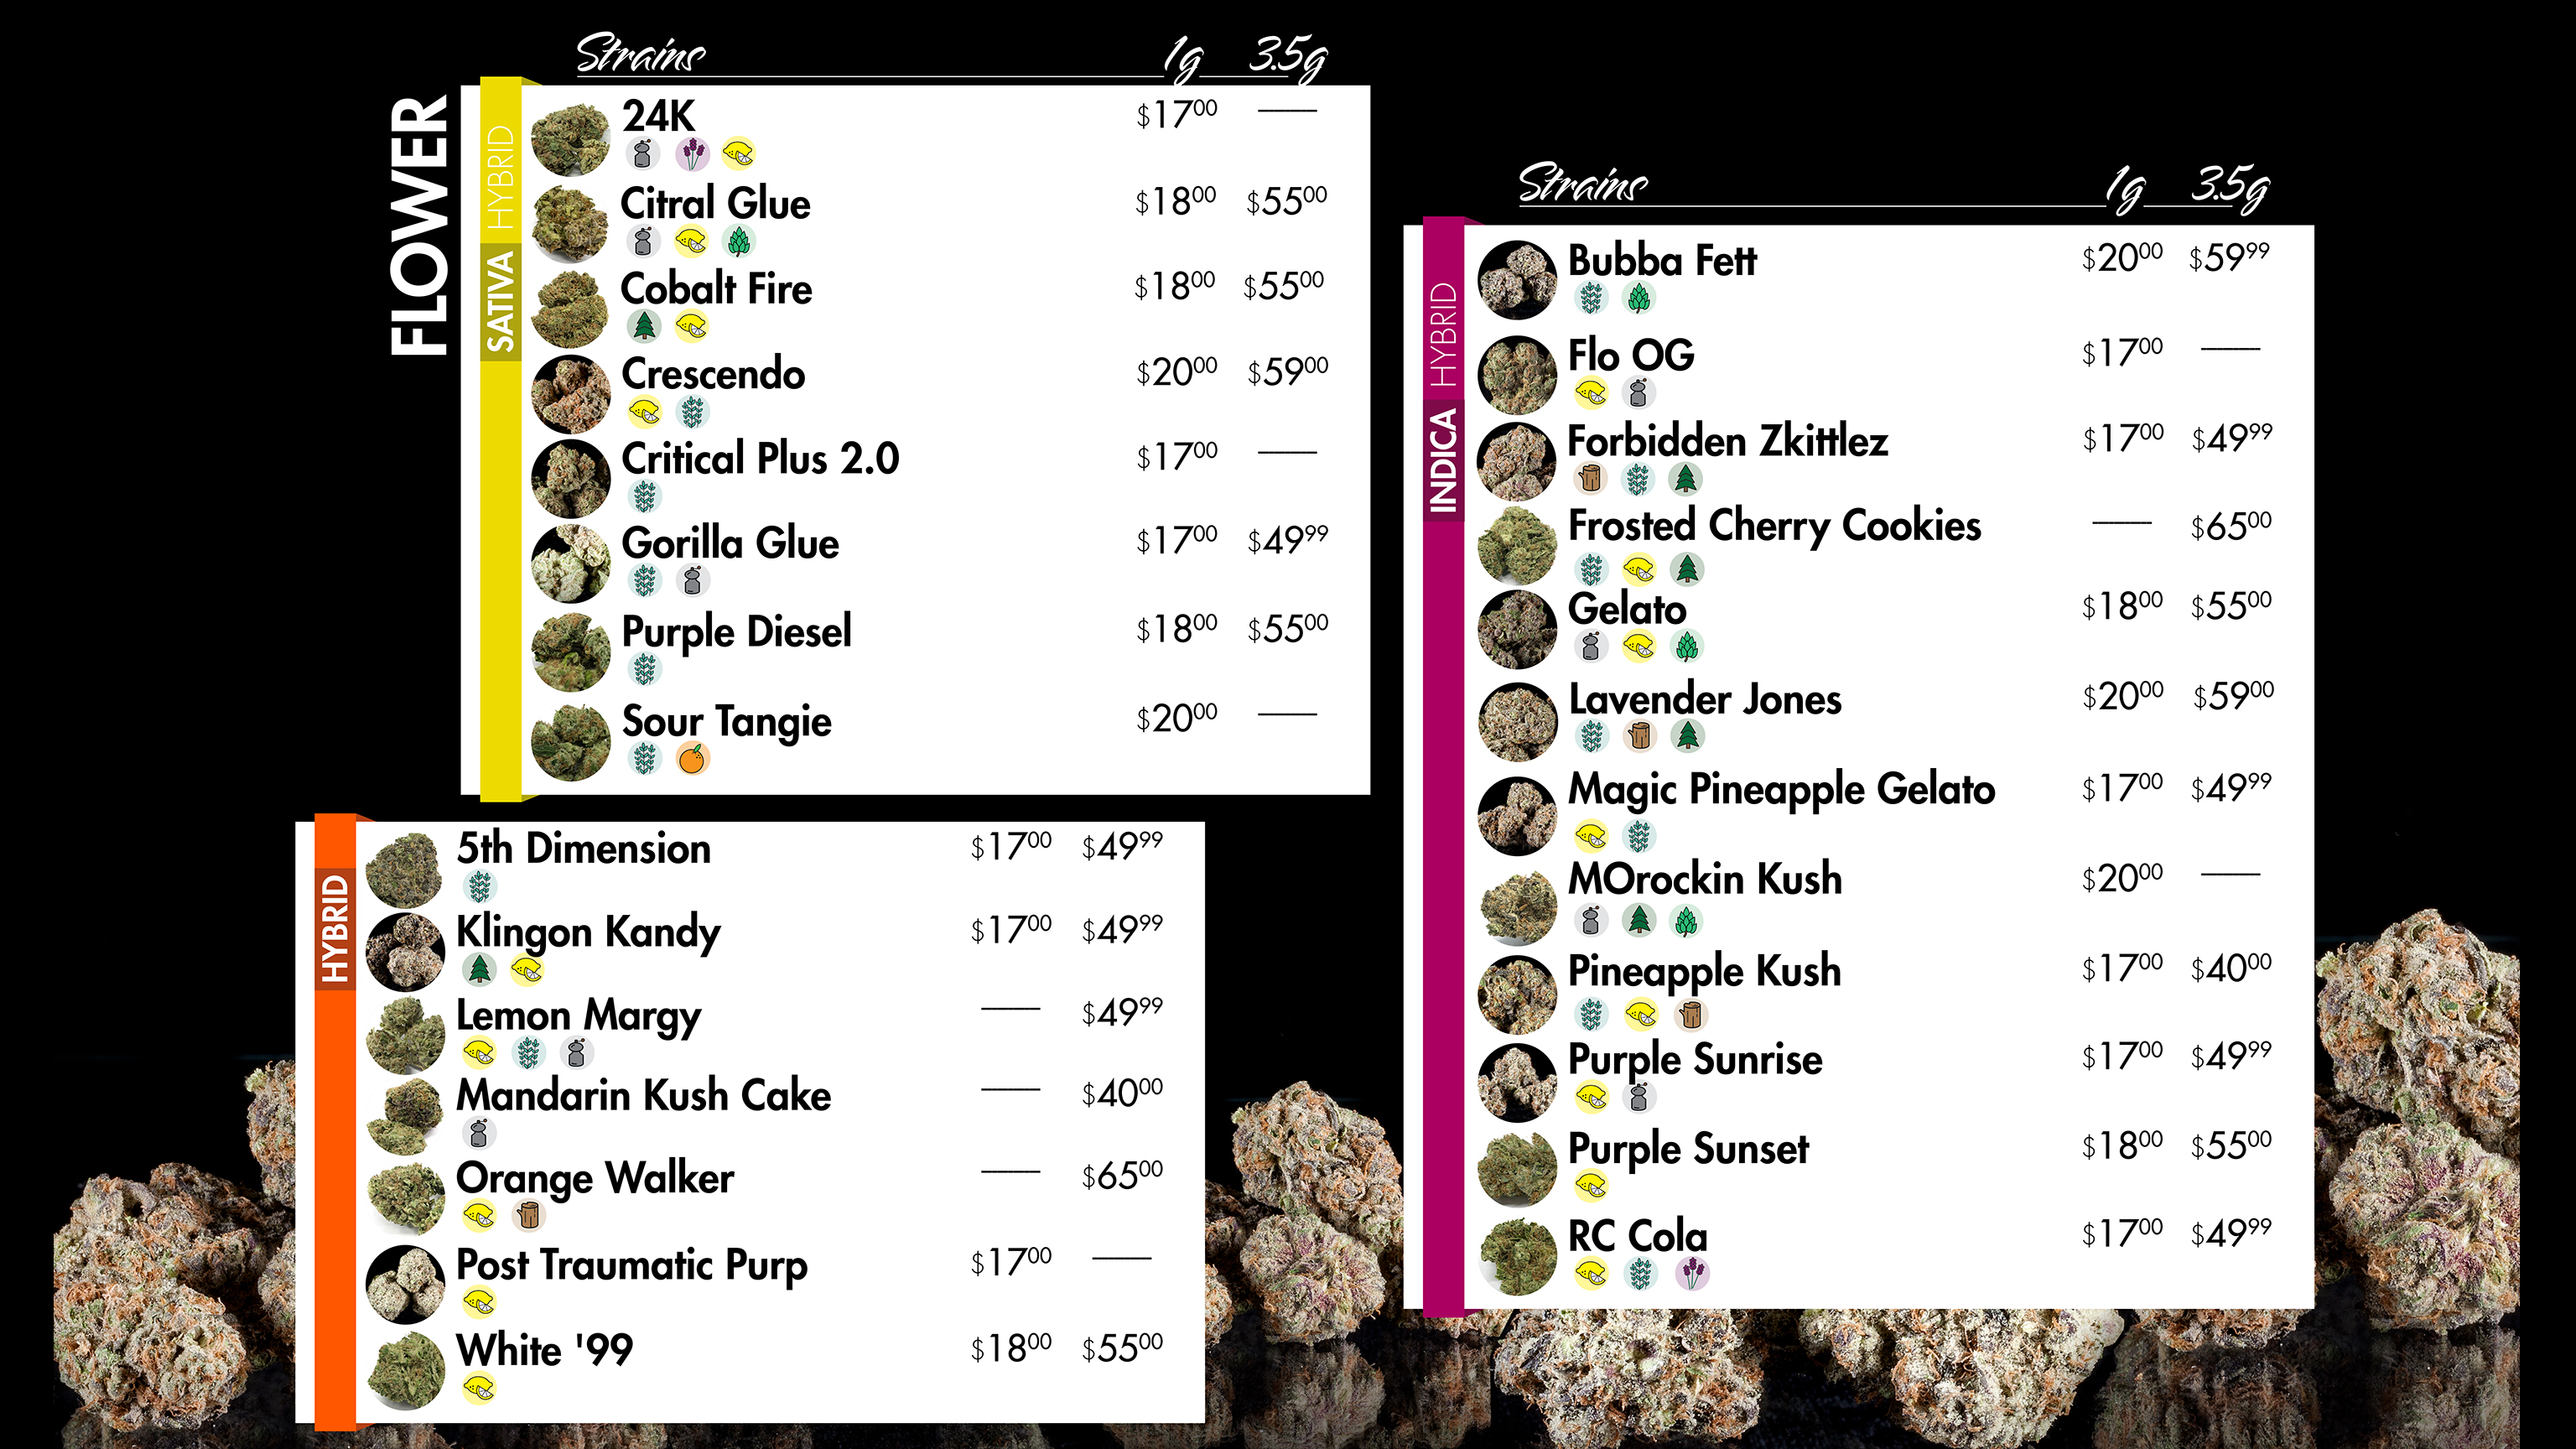 FLOWER
Strains 1g 3.5g
SATIVA HYBRID
24K $1700 ——
Citral Glue $1800 $5500
Cobalt Fire $1800 $5500
Crescendo $2000 $5900
Critical Plus 2.0 $1700 ——
Gorilla Glue $1700 $4999
Purple Diesel $1800 $5500
Sour Tangie $2000 ——
HYBRID
5th Dimension $1700 $4999
Klingon Kandy $1700 $4999
Lemon Margy —— $4999
Mandarin Kush Cake —— $4000
Orange Walker —— $6500
Post Traumatic Purp $1700 ——
White '99 $1800 $5500
Strains 1g 3.5g
INDICA HYBRID
Bubba Fett $2000 $5999
Flo OG $1700 ——
Forbidden Zkittlez $1700 $4999
Frosted Cherry Cookies —— $6500
Gelato $1800 $5500
Lavender Jones $2000 $5900
Magic Pineapple Gelato $1700 $4999
MOrockin Kush $2000 ——
Pineapple Kush $1700 $4000
Purple Sunrise $1700 $4999
Purple Sunset $1800 $5500
RC Cola $1700 $4999